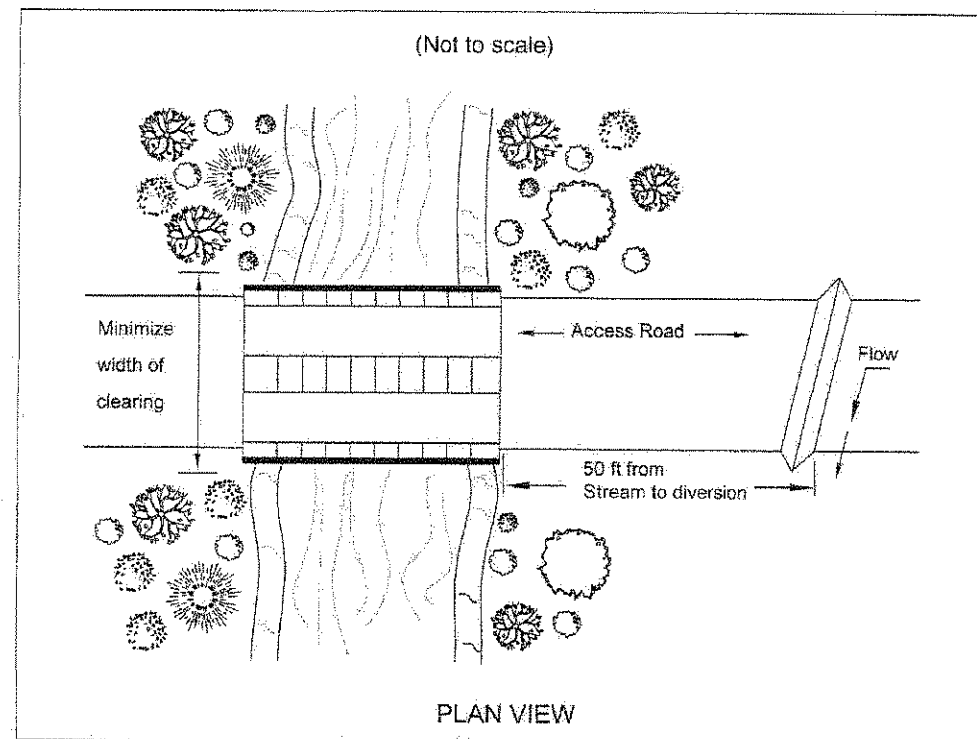 (Not to scale)
Minimize
width of
clearing
Access Road
Flow
50 ft from
Stream to diversion
PLAN VIEW